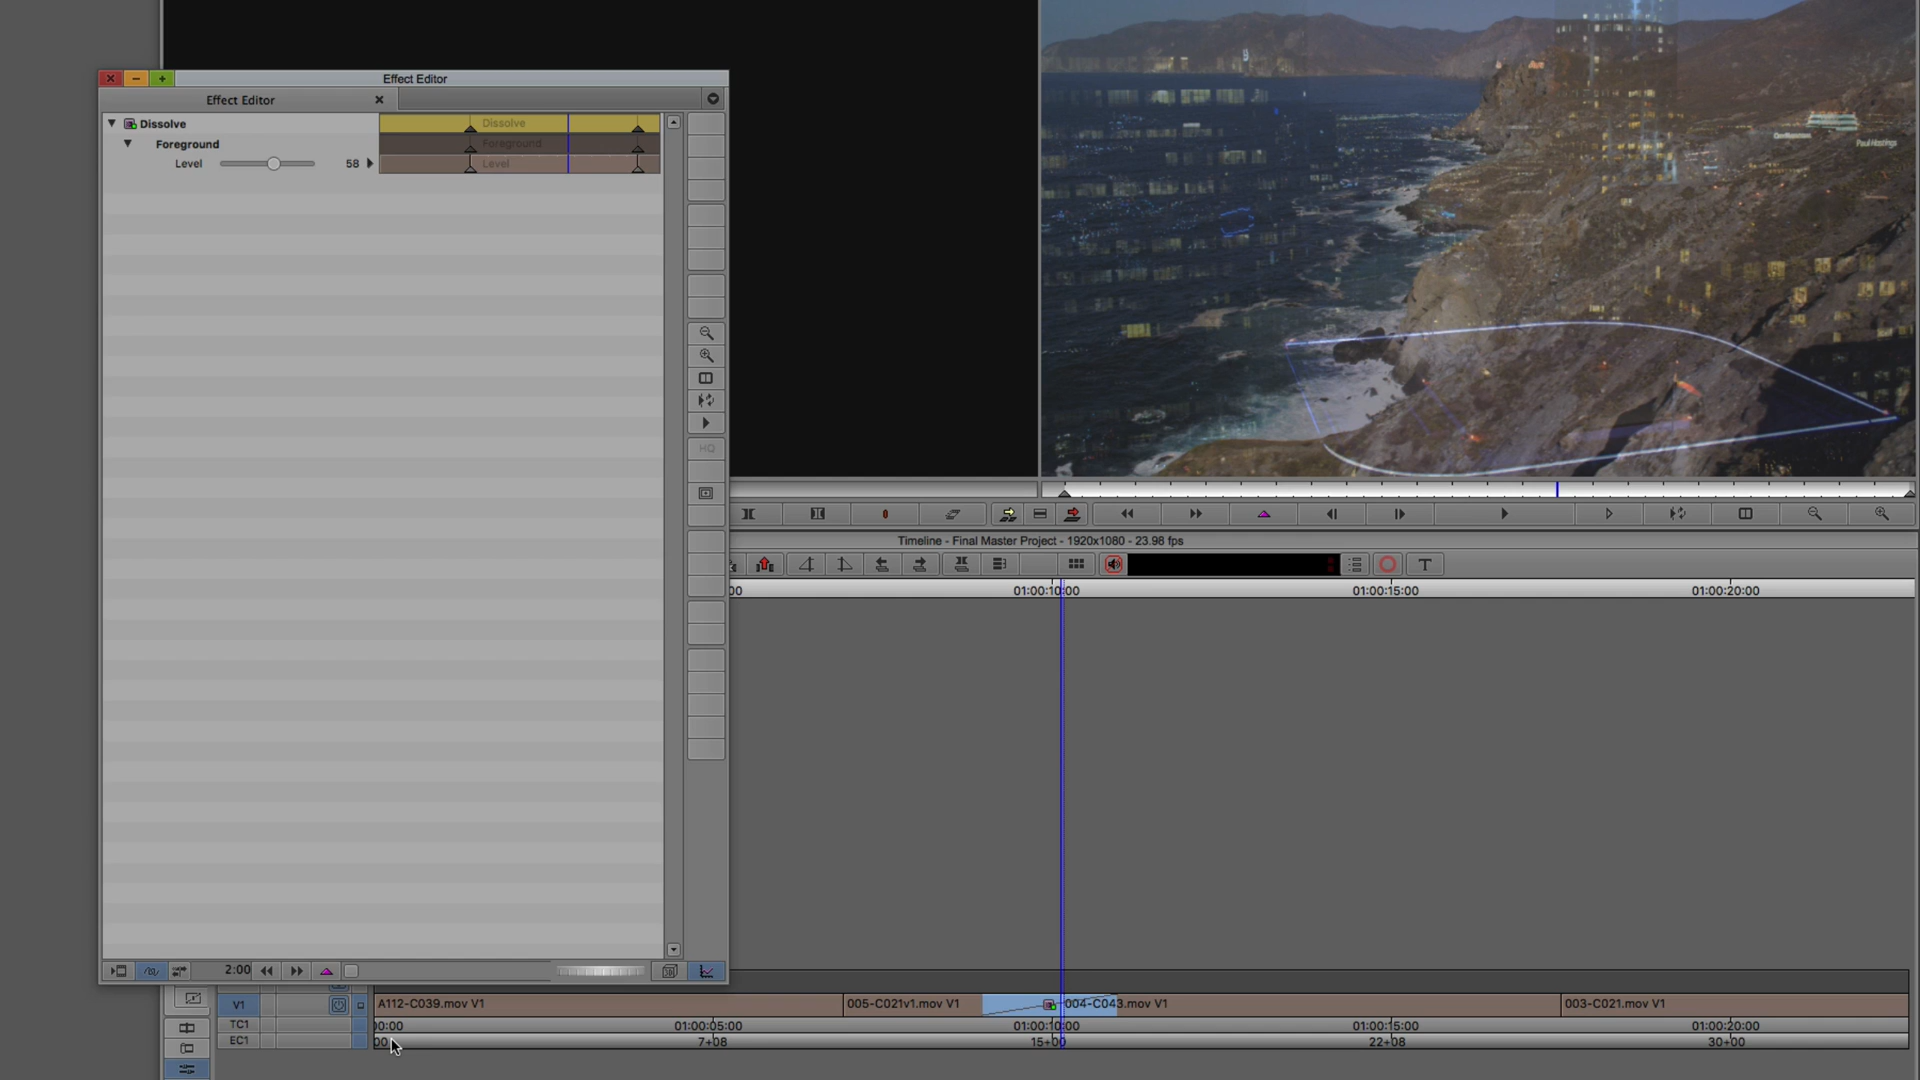 Effect Editor
Effect Editor
Dissolve
Dissolve
Foreground
Foreground
Level
58
Level
HQ
Paul Hastings
Timeline - Final Master Project - 1920x1080 - 23.98 fps
T
00
01:00:10:00
01:00:15:00
01:00:20:00
2:00
V1
A112-C039.mov V1
005-C021v1.mov V1
004-C043.mov V1
003-C021.mov V1
TC1
00:00
01:00:05:00
01:00:10:00
01:00:15:00
01:00:20:00
EC1
00
7+08
15+00
22+08
30+00